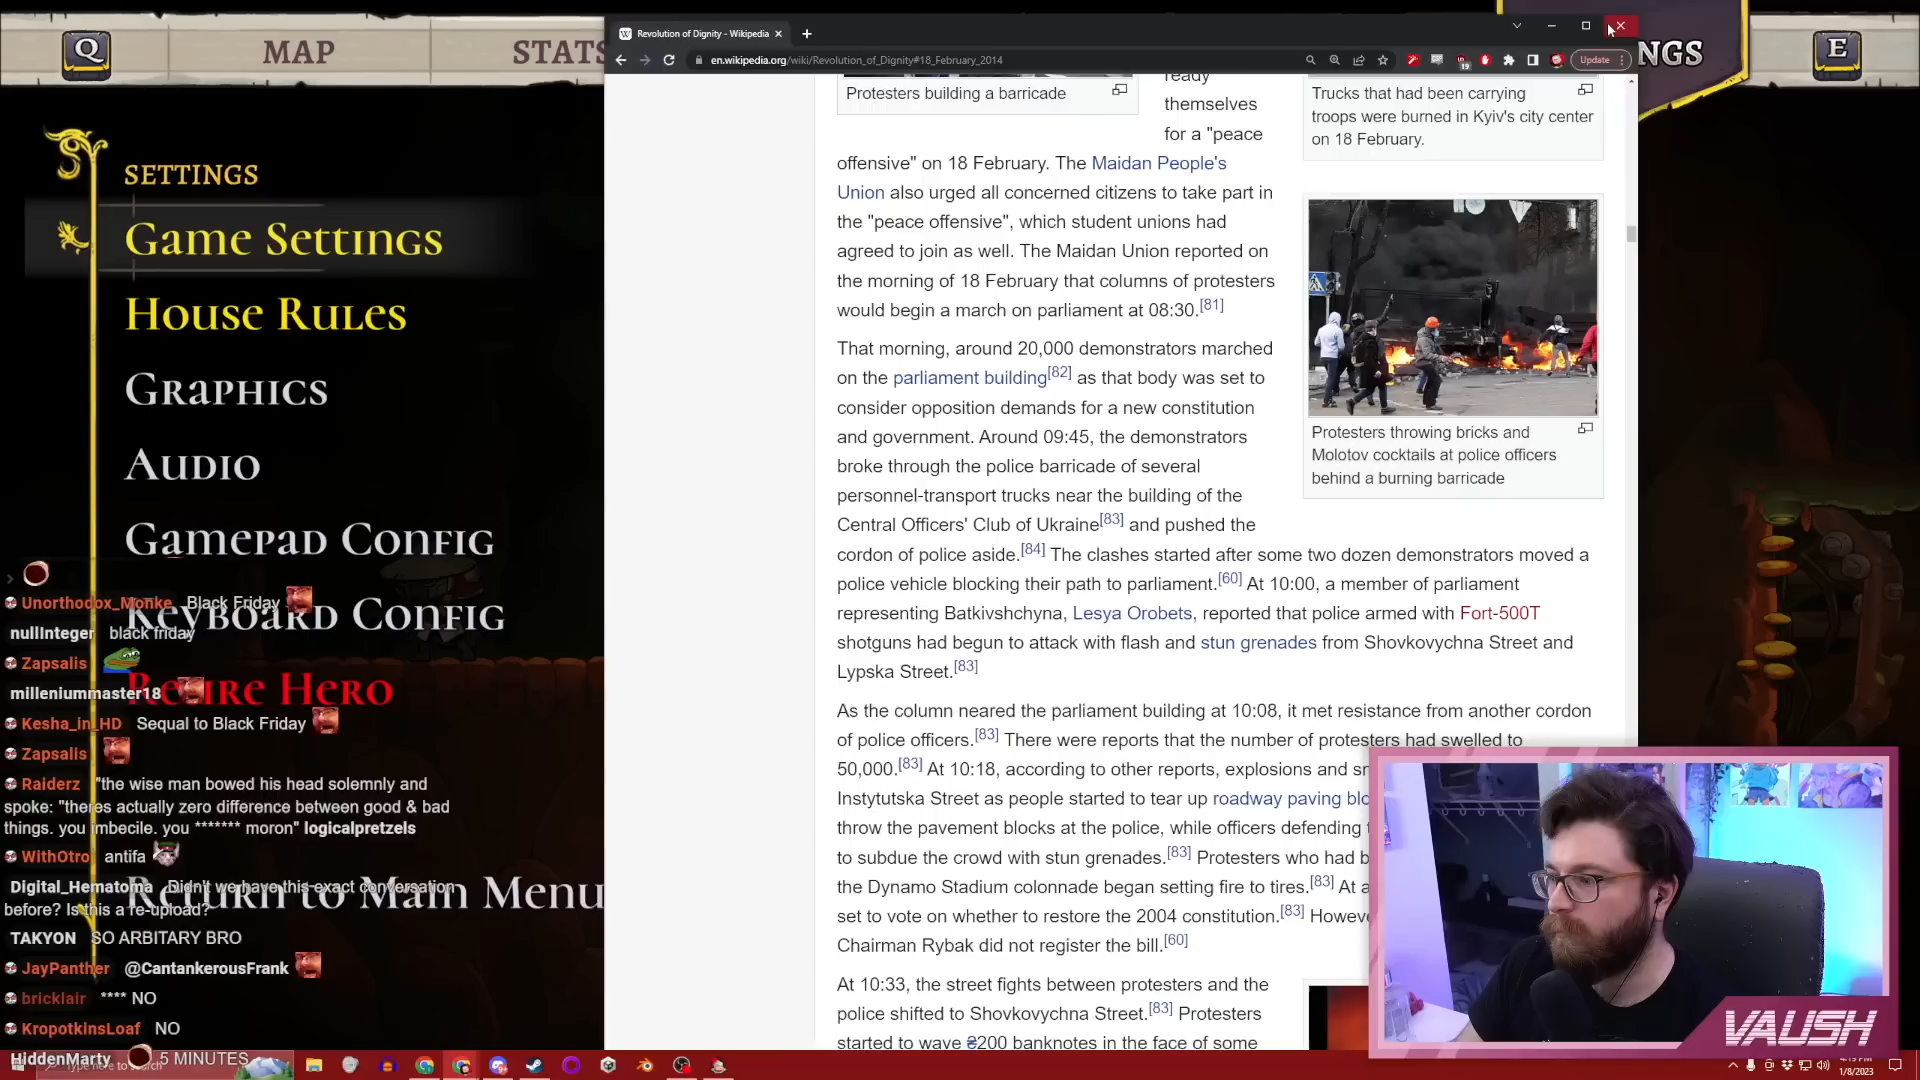 Q
MAP
STATS
NGS
E
SETTINGS
Game Settings
House Rules
Graphics
Audio
Gamepad Config
Keyboard Config
Retire Hero
Return to Main Menu
Unorthodox_Monke Black Friday
nullInteger black friday
Zapsalis
milleniummaster18
Kesha_in_HD Sequal to Black Friday
Zapsalis
Raiderz "the wise man bowed his head solemnly and
spoke: "theres actually zero difference between good & bad
things. you imbecile. you ******* moron" logicalpretzels
WithOtro antifa
Digital_Hematoma Didn't we have this exact conversation
before? Is this a re-upload?
TAKYON SO ARBITARY BRO
JayPanther @CantankerousFrank
bricklair **** NO
KropotkinsLoaf NO
HiddenMarty 5 MINUTES
Type here to search
Revolution of Dignity - Wikipedia
en.wikipedia.org/wiki/Revolution_of_Dignity#18_February_2014
19
Update
Protesters building a barricade
ready
themselves
for a "peace
offensive" on 18 February. The Maidan People's
Union also urged all concerned citizens to take part in
the "peace offensive", which student unions had
agreed to join as well. The Maidan Union reported on
the morning of 18 February that columns of protesters
would begin a march on parliament at 08:30.[81]
Trucks that had been carrying
troops were burned in Kyiv's city center
on 18 February.
Protesters throwing bricks and
Molotov cocktails at police officers
behind a burning barricade
That morning, around 20,000 demonstrators marched
on the parliament building[82] as that body was set to
consider opposition demands for a new constitution
and government. Around 09:45, the demonstrators
broke through the police barricade of several
personnel-transport trucks near the building of the
Central Officers' Club of Ukraine[83] and pushed the
cordon of police aside.[84] The clashes started after some two dozen demonstrators moved a
police vehicle blocking their path to parliament.[60] At 10:00, a member of parliament
representing Batkivshchyna, Lesya Orobets, reported that police armed with Fort-500T
shotguns had begun to attack with flash and stun grenades from Shovkovychna Street and
Lypska Street.[83]
As the column neared the parliament building at 10:08, it met resistance from another cordon
of police officers.[83] There were reports that the number of protesters had swelled to
50,000.[83] At 10:18, according to other reports, explosions and sm
Instytutska Street as people started to tear up roadway paving blo
throw the pavement blocks at the police, while officers defending t
to subdue the crowd with stun grenades.[83] Protesters who had b
the Dynamo Stadium colonnade began setting fire to tires.[83] At a
set to vote on whether to restore the 2004 constitution.[83] Howeve
Chairman Rybak did not register the bill.[60]
At 10:33, the street fights between protesters and the
police shifted to Shovkovychna Street.[83] Protesters
started to wave ₴200 banknotes in the face of some
VAUSH
4:15 PM
1/8/2023